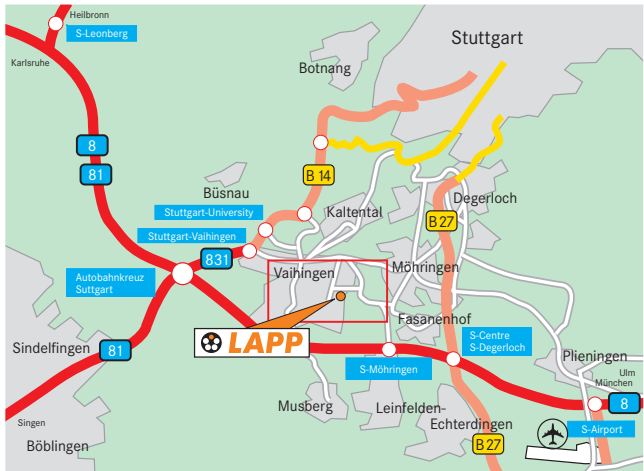 Heilbronn
S-Leonberg
Karlsruhe
Stuttgart
Botnang
8
81
B 14
Büsnau
Stuttgart-University
Kaltental
Degerloch
B 27
Stuttgart-Vaihingen
831
Autobahnkreuz
Suttgart
Vaihingen
Möhringen
Fasanenhof
LAPP
S-Centre
S-Degerloch
81
Sindelfingen
S-Möhringen
Plieningen
Ulm
München
8
Musberg
Leinfelden-
Echterdingen
S-Airport
Singen
Böblingen
B 27